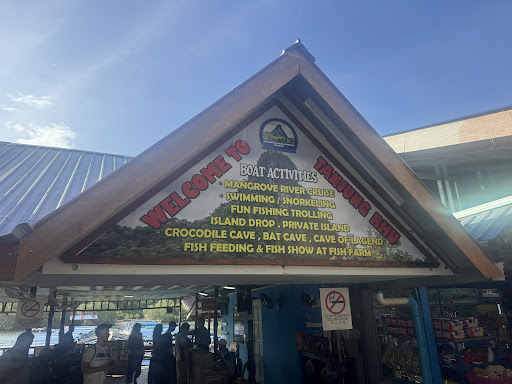 WELCOME TO
TANJUNG RHU
BOAT ACTIVITIES
MANGROVE RIVER CRUISE
SWIMMING / SNORKELING
FUN FISHING TROLLING
ISLAND DROP , PRIVATE ISLAND
CROCODILE CAVE , BAT CAVE , CAVE OF LAGEND
FISH FEEDING & FISH SHOW AT FISH FARM